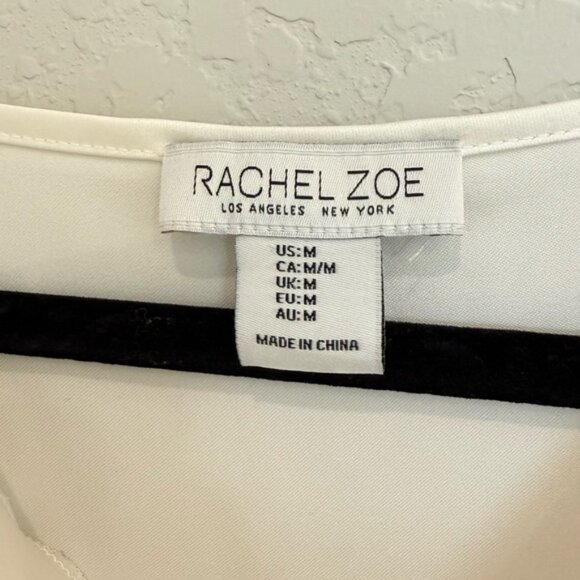 RACHEL ZOE
LOS ANGELES NEW YORK
US:M
CA:M/M
UK:M
EU:M
AU:M
MADE IN CHINA